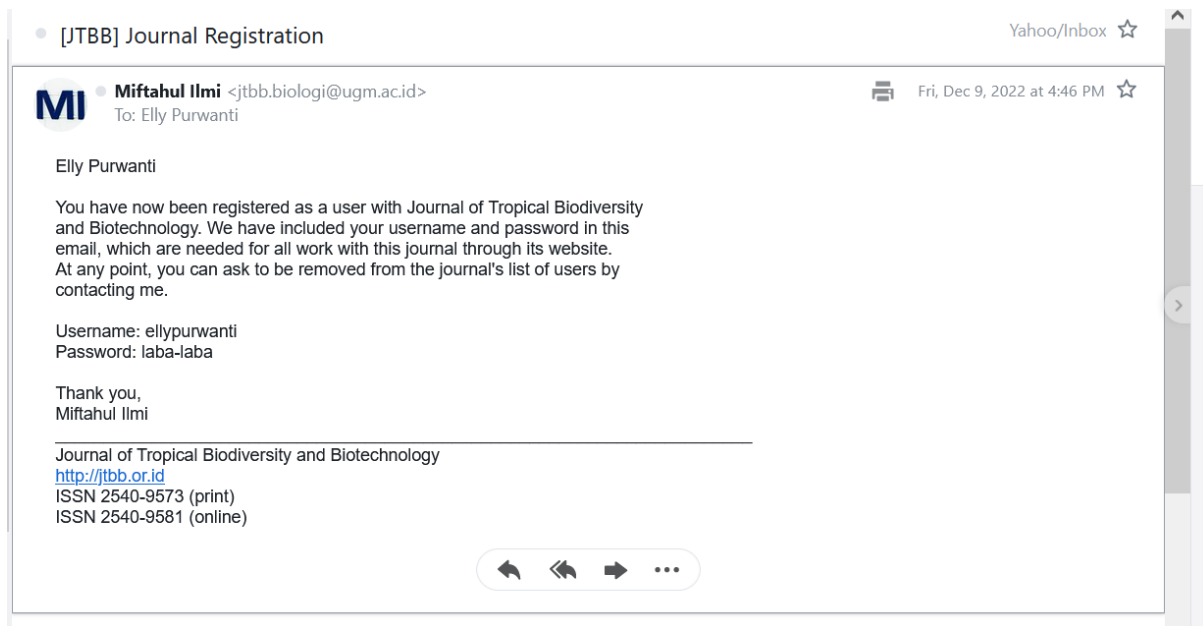 [JTBB] Journal Registration
Yahoo/Inbox
MI
Miftahul Ilmi <jtbb.biologi@ugm.ac.id>
Fri, Dec 9, 2022 at 4:46 PM
To: Elly Purwanti
Elly Purwanti
You have now been registered as a user with Journal of Tropical Biodiversity
and Biotechnology. We have included your username and password in this
email, which are needed for all work with this journal through its website.
At any point, you can ask to be removed from the journal's list of users by
contacting me.
Username: ellypurwanti
Password: laba-laba
Thank you,
Miftahul Ilmi
Journal of Tropical Biodiversity and Biotechnology
http://jtbb.or.id
ISSN 2540-9573 (print)
ISSN 2540-9581 (online)